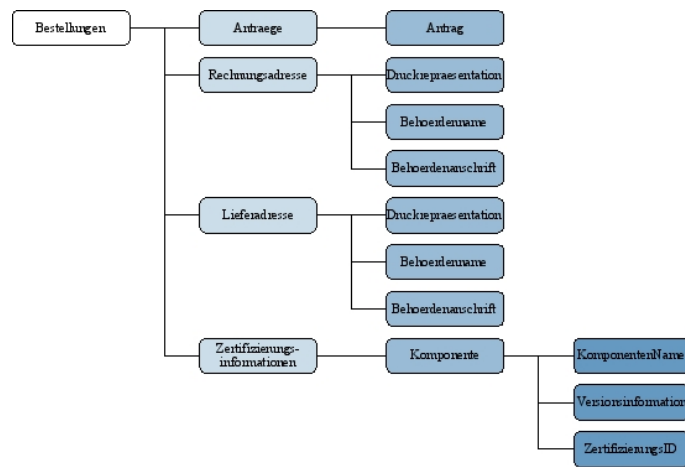 Bestellungen
Antraege
Antrag
Rechnungsadresse
Druckrepraesentation
Behoerdenname
Behoerdenanschrift
Lieferadresse
Druckrepraesentation
Behoerdenname
Behoerdenanschrift
Zertifizierungs-
informationen
Komponente
KomponentenName
Versionsinformation
ZertifizierungsID